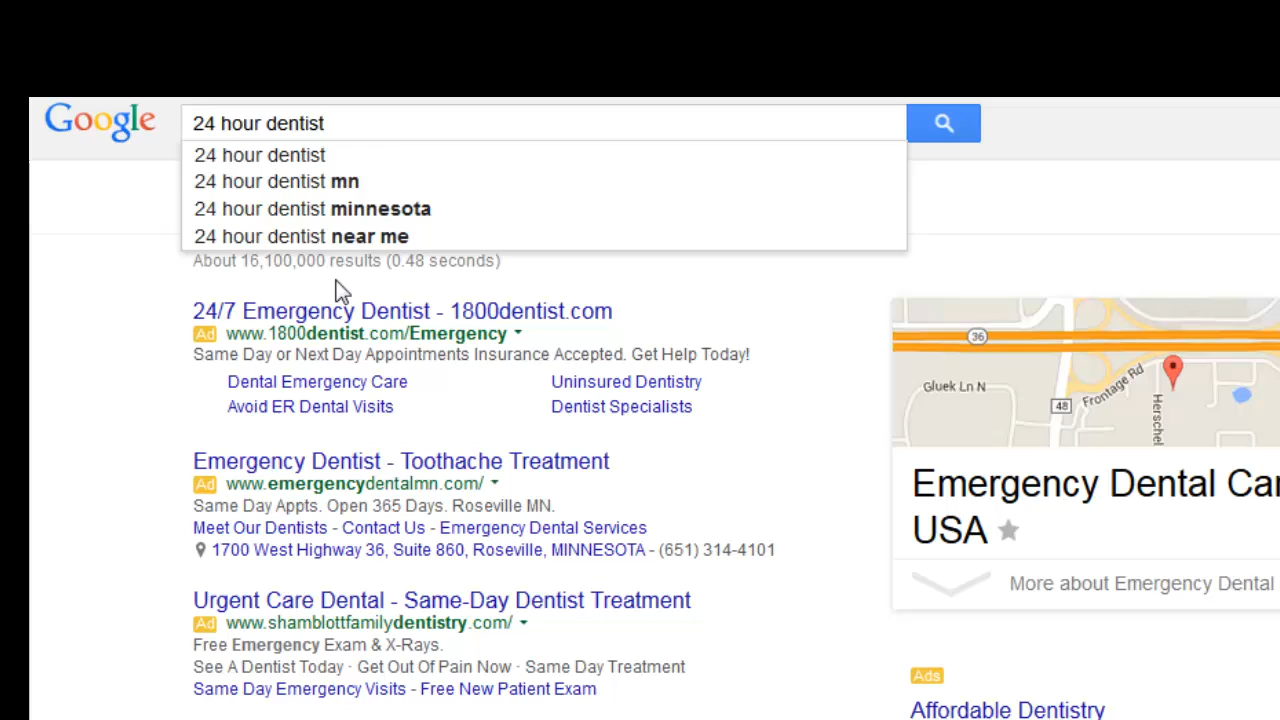 Google
24 hour dentist
24 hour dentist
24 hour dentist mn
24 hour dentist minnesota
24 hour dentist near me
About 16,100,000 results (0.48 seconds)
24/7 Emergency Dentist - 1800dentist.com
Ad www.1800dentist.com/Emergency
Same Day or Next Day Appointments Insurance Accepted. Get Help Today!
Dental Emergency Care Uninsured Dentistry
Avoid ER Dental Visits Dentist Specialists
Emergency Dentist - Toothache Treatment
Ad www.emergencydentalmn.com/
Same Day Appts. Open 365 Days. Roseville MN.
Meet Our Dentists - Contact Us - Emergency Dental Services
1700 West Highway 36, Suite 860, Roseville, MINNESOTA - (651) 314-4101
Urgent Care Dental - Same-Day Dentist Treatment
Ad www.shamblottfamilydentistry.com/
Free Emergency Exam & X-Rays.
See A Dentist Today · Get Out Of Pain Now · Same Day Treatment
Same Day Emergency Visits - Free New Patient Exam
36
Gluek Ln N
48
Frontage Rd
Herschel
Emergency Dental Car
USA
More about Emergency Dental
Ads
Affordable Dentistry